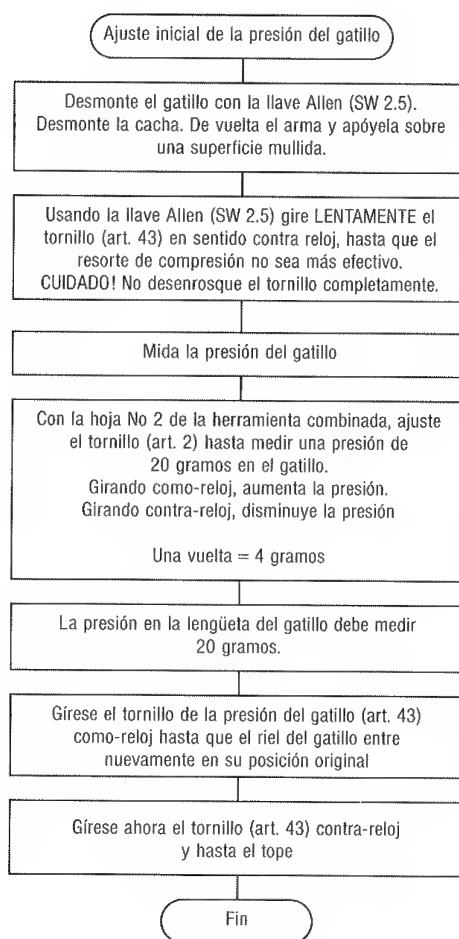 Ajuste inicial de la presión del gatillo
Desmonte el gatillo con la llave Allen (SW 2.5).
Desmonte la cacha. De vuelta el arma y apóyela sobre
una superficie mullida.
Usando la llave Allen (SW 2.5) gire LENTAMENTE el
tornillo (art. 43) en sentido contra reloj, hasta que el
resorte de compresión no sea más efectivo.
CUIDADO! No desenrosque el tornillo completamente.
Mida la presión del gatillo
Con la hoja No 2 de la herramienta combinada, ajuste
el tornillo (art. 2) hasta medir una presión de
20 gramos en el gatillo.
Girando como-reloj, aumenta la presión.
Girando contra-reloj, disminuye la presión
Una vuelta = 4 gramos
La presión en la lengüeta del gatillo debe medir
20 gramos.
Gírese el tornillo de la presión del gatillo (art. 43)
como-reloj hasta que el riel del gatillo entre
nuevamente en su posición original
Gírese ahora el tornillo (art. 43) contra-reloj
y hasta el tope
Fin